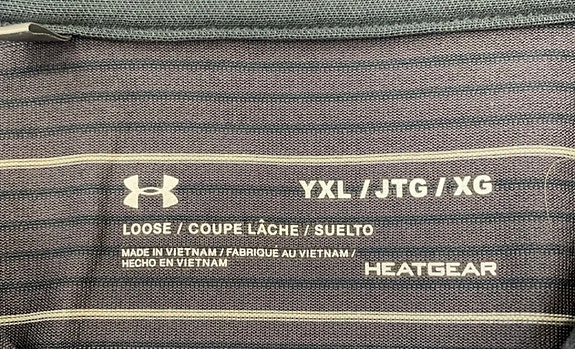 YXL / JTG / XG
LOOSE / COUPE LÂCHE / SUELTO
MADE IN VIETNAM / FABRIQUÉ AU VIETNAM /
HECHO EN VIETNAM
HEATGEAR